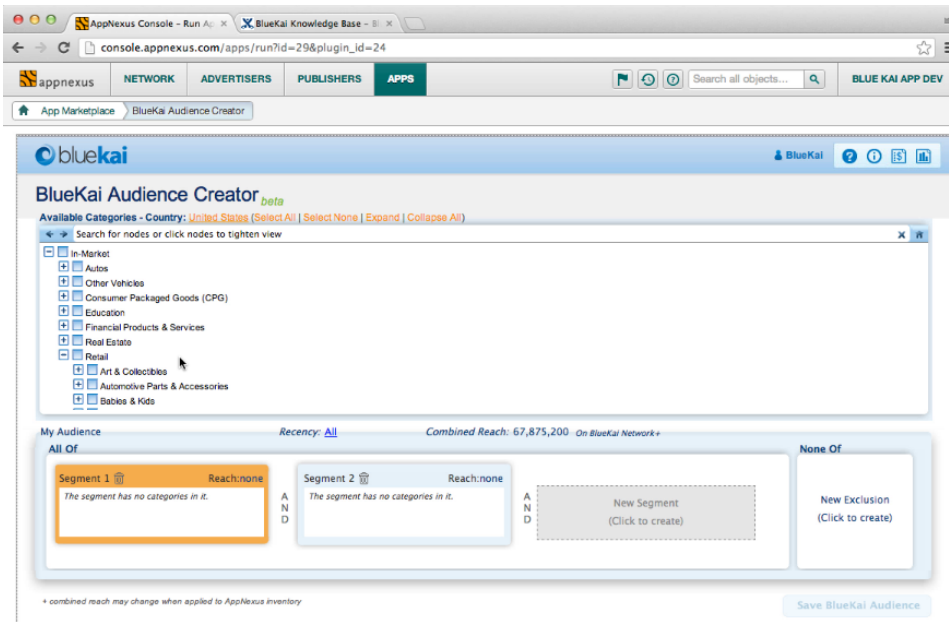 AppNexus Console – Run Ap
BlueKai Knowledge Base – B
console.appnexus.com/apps/run?id=29&plugin_id=24
appnexus NETWORK ADVERTISERS PUBLISHERS APPS Search all objects... BLUE KAI APP DEV
App Marketplace BlueKai Audience Creator
bluekai BlueKai
BlueKai Audience Creator beta
Available Categories - Country: United States (Select All | Select None | Expand | Collapse All)
Search for nodes or click nodes to tighten view
In-Market
Autos
Other Vehicles
Consumer Packaged Goods (CPG)
Education
Financial Products & Services
Real Estate
Retail
Art & Collectibles
Automotive Parts & Accessories
Babies & Kids
My Audience Recency: All Combined Reach: 67,875,200 On BlueKai Network+
All Of None Of
Segment 1 Reach:none
The segment has no categories in it.
AND
Segment 2 Reach:none
The segment has no categories in it.
AND
New Segment
(Click to create)
New Exclusion
(Click to create)
+ combined reach may change when applied to AppNexus inventory
Save BlueKai Audience